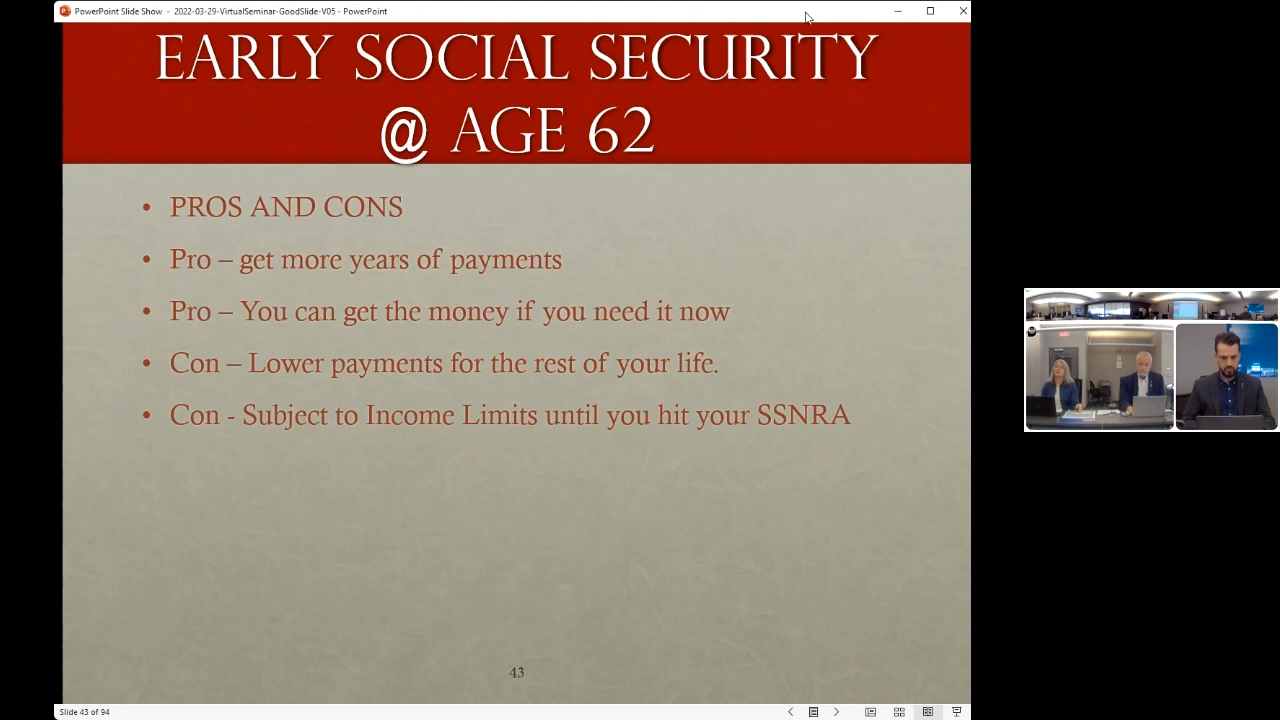 PowerPoint Slide Show - 2022-03-29-VirtualSeminar-GoodSlide-V05 - PowerPoint
EARLY SOCIAL SECURITY
@ AGE 62
• PROS AND CONS
• Pro – get more years of payments
• Pro – You can get the money if you need it now
• Con – Lower payments for the rest of your life.
• Con - Subject to Income Limits until you hit your SSNRA
43
Slide 43 of 94